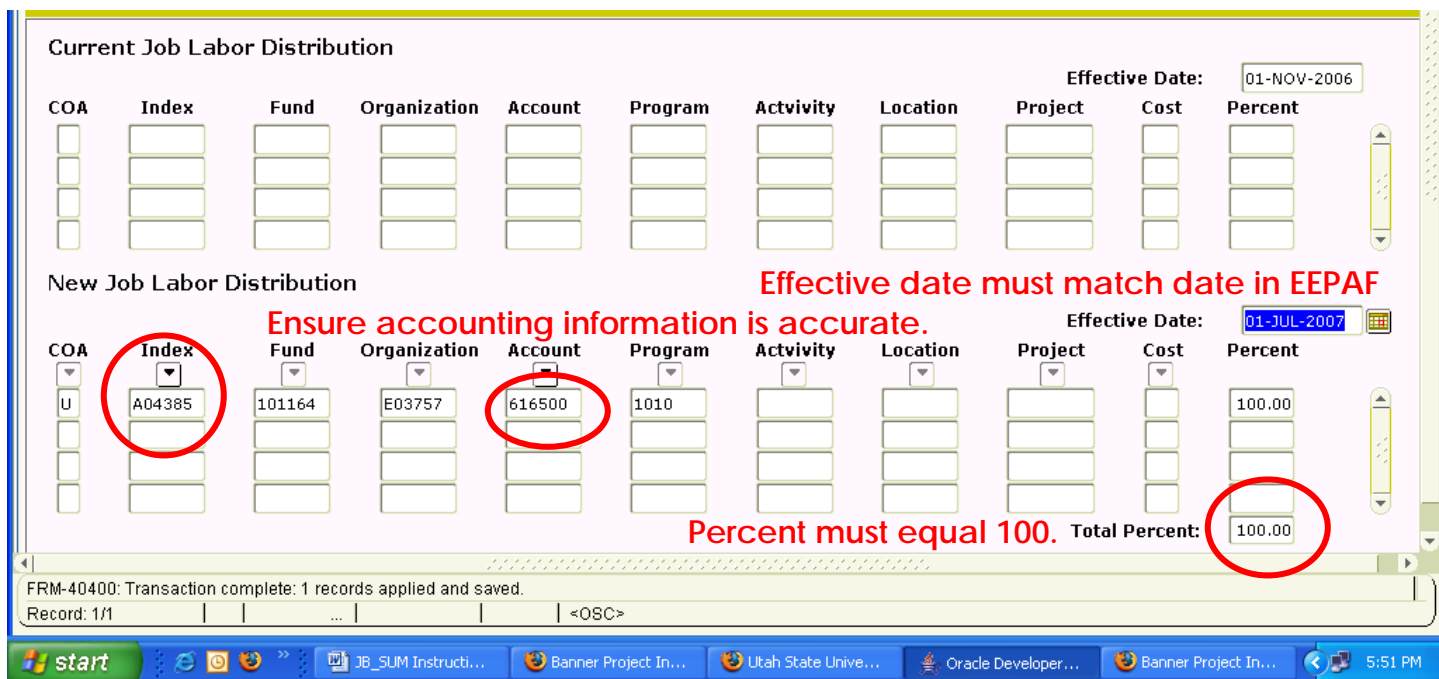 Current Job Labor Distribution
Effective Date: 01-NOV-2006
COA Index Fund Organization Account Program Actvivity Location Project Cost Percent
New Job Labor Distribution
Effective date must match date in EEPAF
Ensure accounting information is accurate.
Effective Date: 01-JUL-2007
COA Index Fund Organization Account Program Actvivity Location Project Cost Percent
U A04385 101164 E03757 616500 1010 100.00
Percent must equal 100. Total Percent: 100.00
FRM-40400: Transaction complete: 1 records applied and saved.
Record: 1/1 ... <OSC>
start JB_SUM Instructi... Banner Project In... Utah State Unive... Oracle Developer... Banner Project In... 5:51 PM